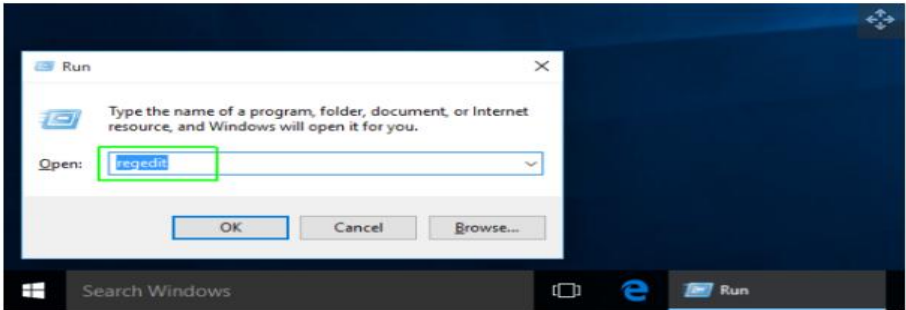 Run
Type the name of a program, folder, document, or Internet
resource, and Windows will open it for you.
Open: regedit
OK Cancel Browse...
Search Windows Run